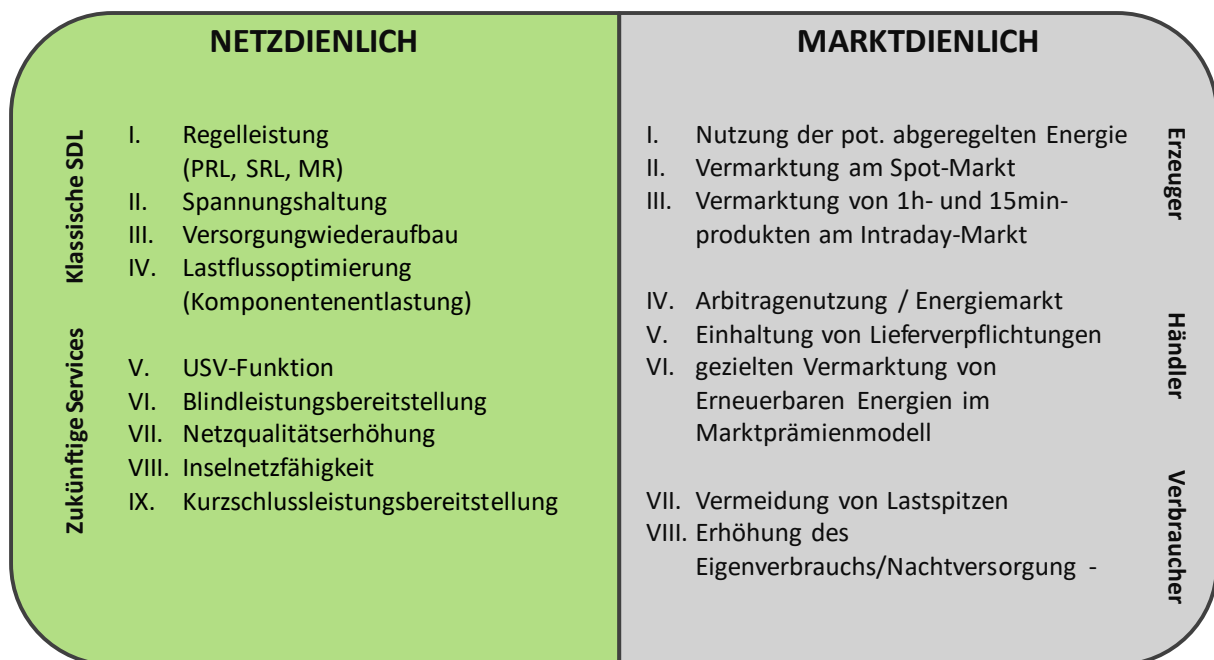 NETZDIENLICH
Klassische SDL
I. Regelleistung
(PRL, SRL, MR)
II. Spannungshaltung
III. Versorgungwiederaufbau
IV. Lastflussoptimierung
(Komponentenentlastung)
Zukünftige Services
V. USV-Funktion
VI. Blindleistungsbereitstellung
VII. Netzqualitätserhöhung
VIII. Inselnetzfähigkeit
IX. Kurzschlussleistungsbereitstellung
MARKTDIENLICH
I. Nutzung der pot. abgeregelten Energie
II. Vermarktung am Spot-Markt
III. Vermarktung von 1h- und 15min-
produkten am Intraday-Markt
Erzeuger
IV. Arbitragenutzung / Energiemarkt
V. Einhaltung von Lieferverpflichtungen
VI. gezielten Vermarktung von
Erneuerbaren Energien im
Marktprämienmodell
Händler
VII. Vermeidung von Lastspitzen
VIII. Erhöhung des
Eigenverbrauchs/Nachtversorgung -
Verbraucher